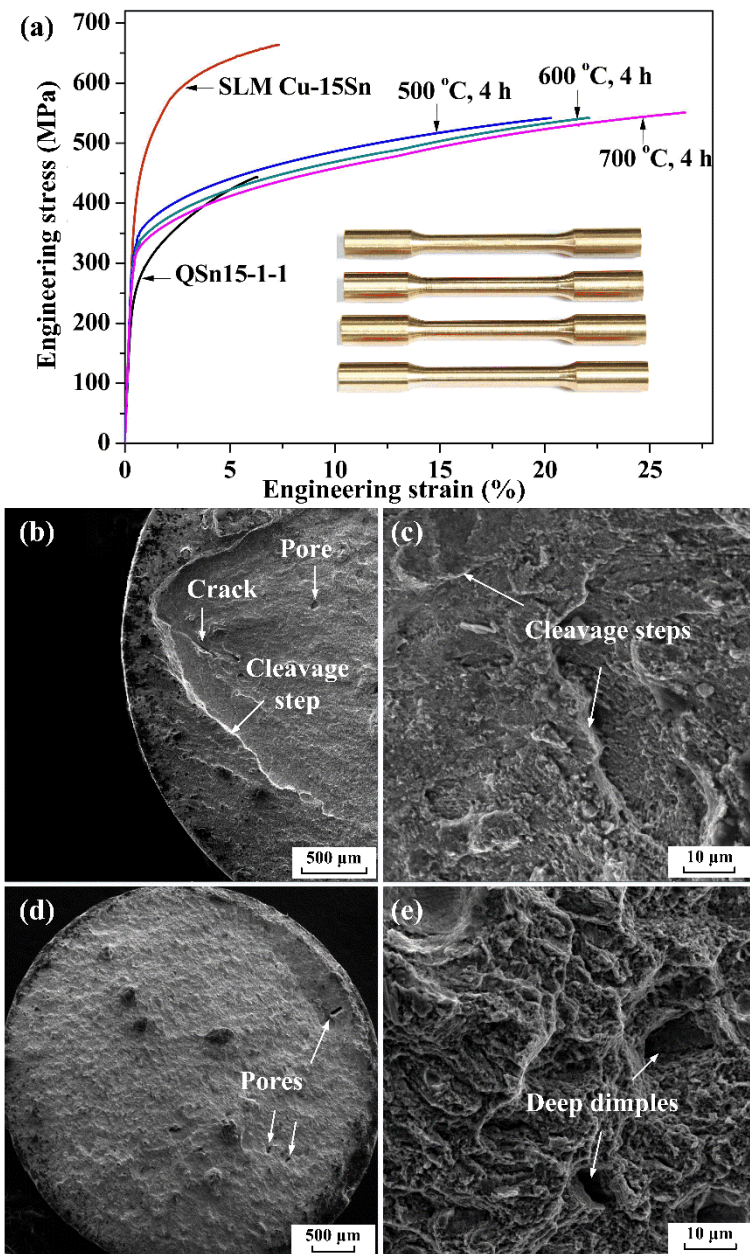 (a)
700
600
500
400
300
200
100
0
Engineering stress (MPa)
SLM Cu-15Sn
500 °C, 4 h
600 °C, 4 h
700 °C, 4 h
QSn15-1-1
0
5
10
15
20
25
Engineering strain (%)
(b)
Pore
Crack
Cleavage
step
500 μm
(c)
Cleavage steps
10 μm
(d)
Pores
500 μm
(e)
Deep dimples
10 μm